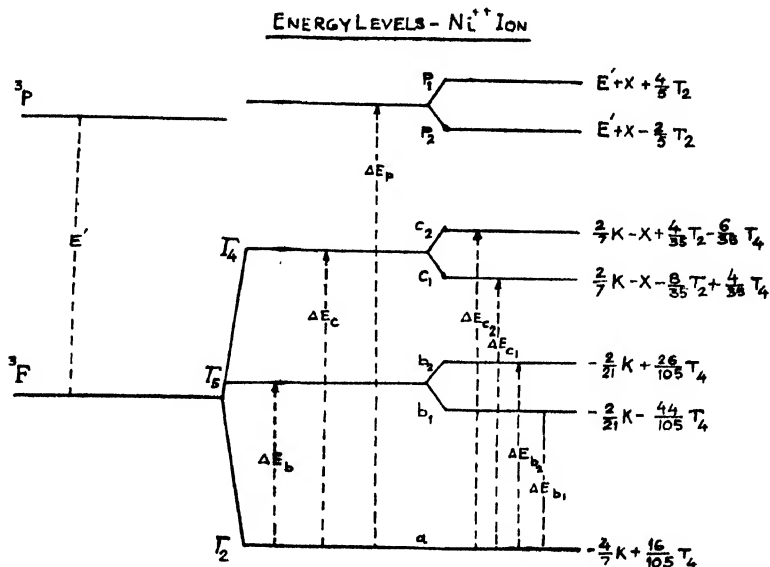 ENERGY LEVELS - Ni++ ION
P1 E'+X+4/5 T2
3P
P2 E'+X-2/5 T2
ΔEp
E'
C2 2/7 K-X+4/35 T2-6/35 T4
Γ4
C1 2/7 K-X-8/35 T2+4/35 T4
ΔEc ΔEc2 ΔEc1
b2 -2/21 K+26/105 T4
3F Γ5
b1 -2/21 K-44/105 T4
ΔEb ΔEb2 ΔEb1
Γ2 a -4/7 K+16/105 T4